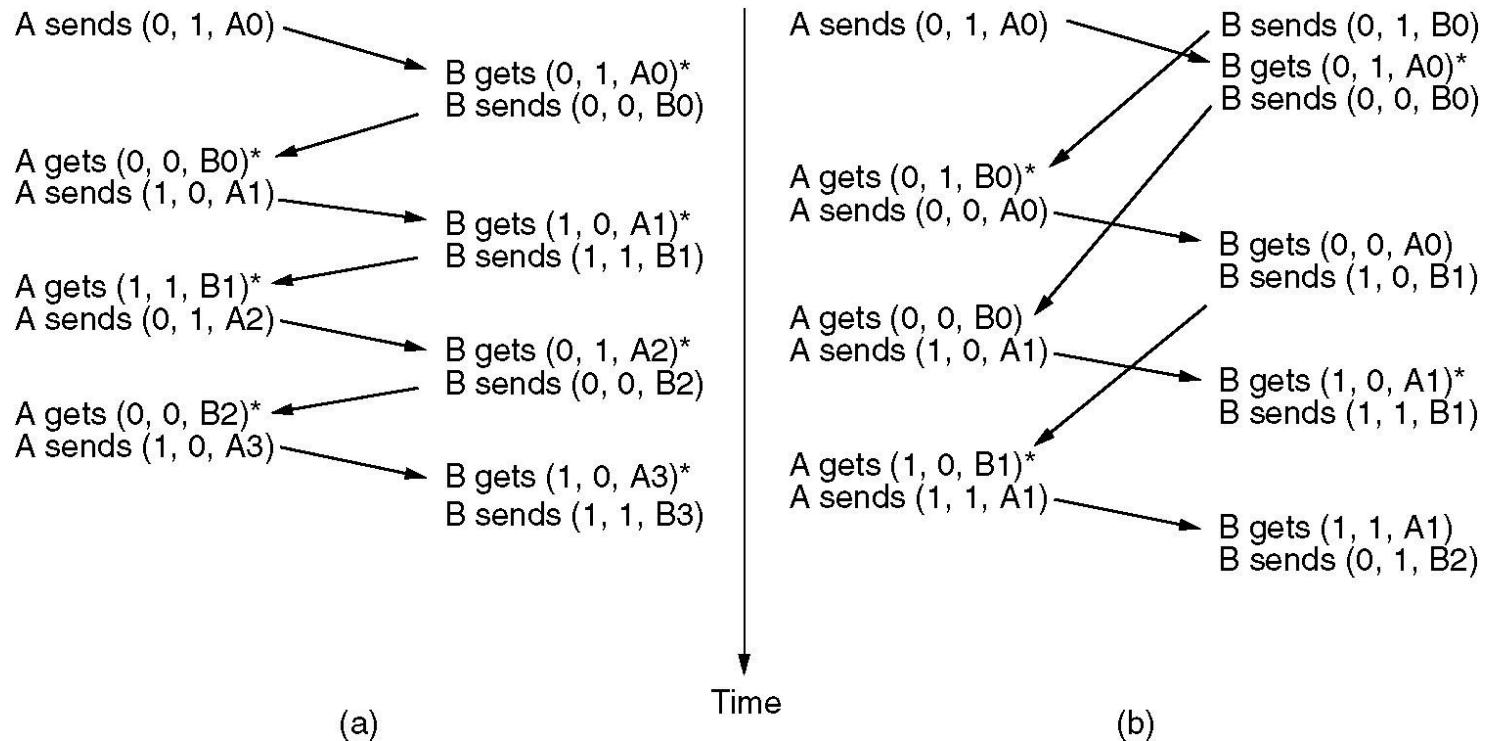 A sends (0, 1, A0)
B gets (0, 1, A0)*
B sends (0, 0, B0)
A gets (0, 0, B0)*
A sends (1, 0, A1)
B gets (1, 0, A1)*
B sends (1, 1, B1)
A gets (1, 1, B1)*
A sends (0, 1, A2)
B gets (0, 1, A2)*
B sends (0, 0, B2)
A gets (0, 0, B2)*
A sends (1, 0, A3)
B gets (1, 0, A3)*
B sends (1, 1, B3)
(a)
Time
A sends (0, 1, A0)
B sends (0, 1, B0)
B gets (0, 1, A0)*
B sends (0, 0, B0)
A gets (0, 1, B0)*
A sends (0, 0, A0)
B gets (0, 0, A0)
B sends (1, 0, B1)
A gets (0, 0, B0)
A sends (1, 0, A1)
B gets (1, 0, A1)*
B sends (1, 1, B1)
A gets (1, 0, B1)*
A sends (1, 1, A1)
B gets (1, 1, A1)
B sends (0, 1, B2)
(b)